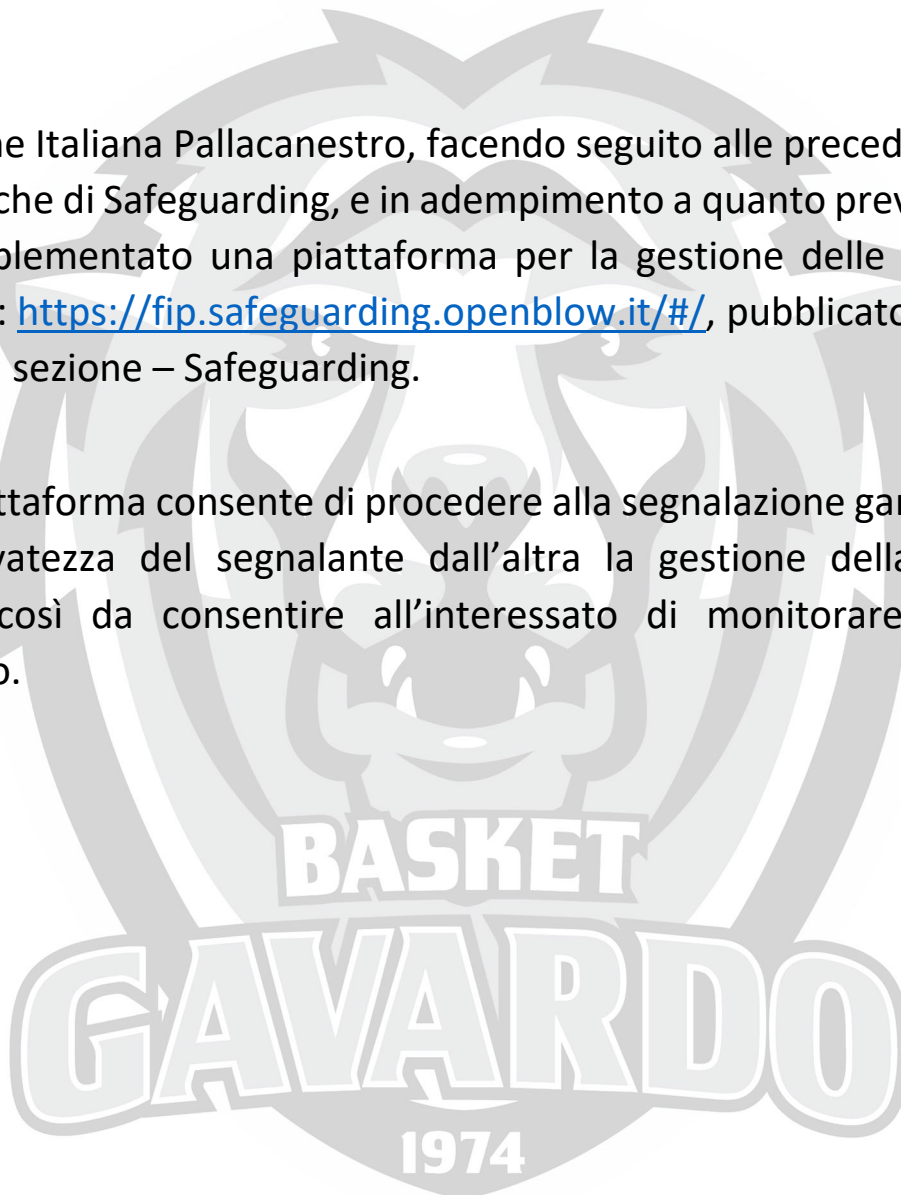 ne Italiana Pallacanestro, facendo seguito alle preced
che di Safeguarding, e in adempimento a quanto prev
plementato una piattaforma per la gestione delle
: https://fip.safeguarding.openblow.it/#/, pubblicato
sezione – Safeguarding.
ttaforma consente di procedere alla segnalazione gar
vatezza del segnalante dall’altra la gestione della
così da consentire all’interessato di monitorare
o.
BASKET
GAVARDO
1974